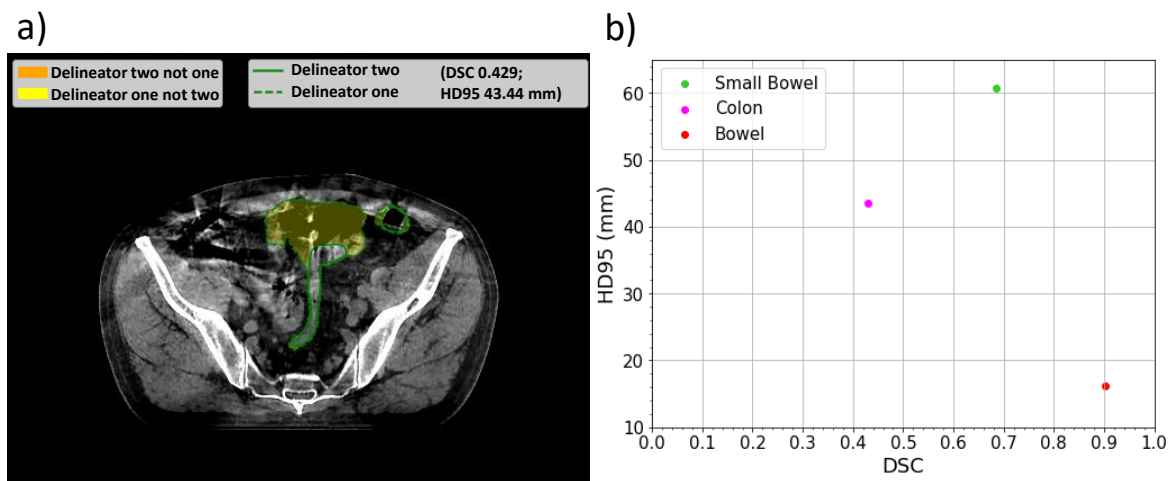 a)
Delineator two not one
Delineator one not two
Delineator two (DSC 0.429;
Delineator one HD95 43.44 mm)
b)
Small Bowel
Colon
Bowel
HD95 (mm)
60
50
40
30
20
10
0.0 0.1 0.2 0.3 0.4 0.5 0.6 0.7 0.8 0.9 1.0
DSC